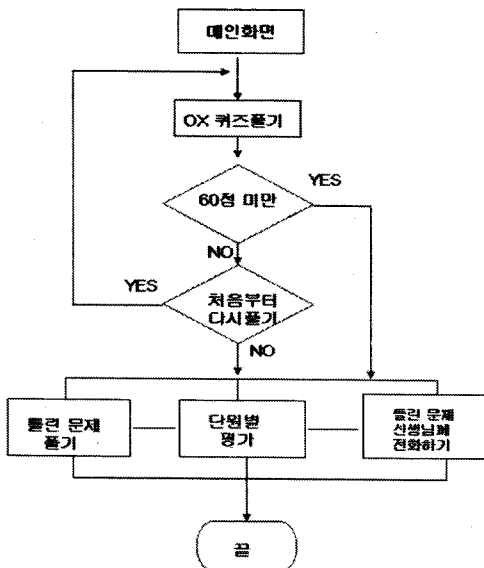 메인화면
OX 퀴즈풀기
60점 미만
YES
NO
YES
처음부터
다시풀기
NO
틀린 문제
풀기
단원별
평가
틀린 문제
선생님께
전화하기
끝